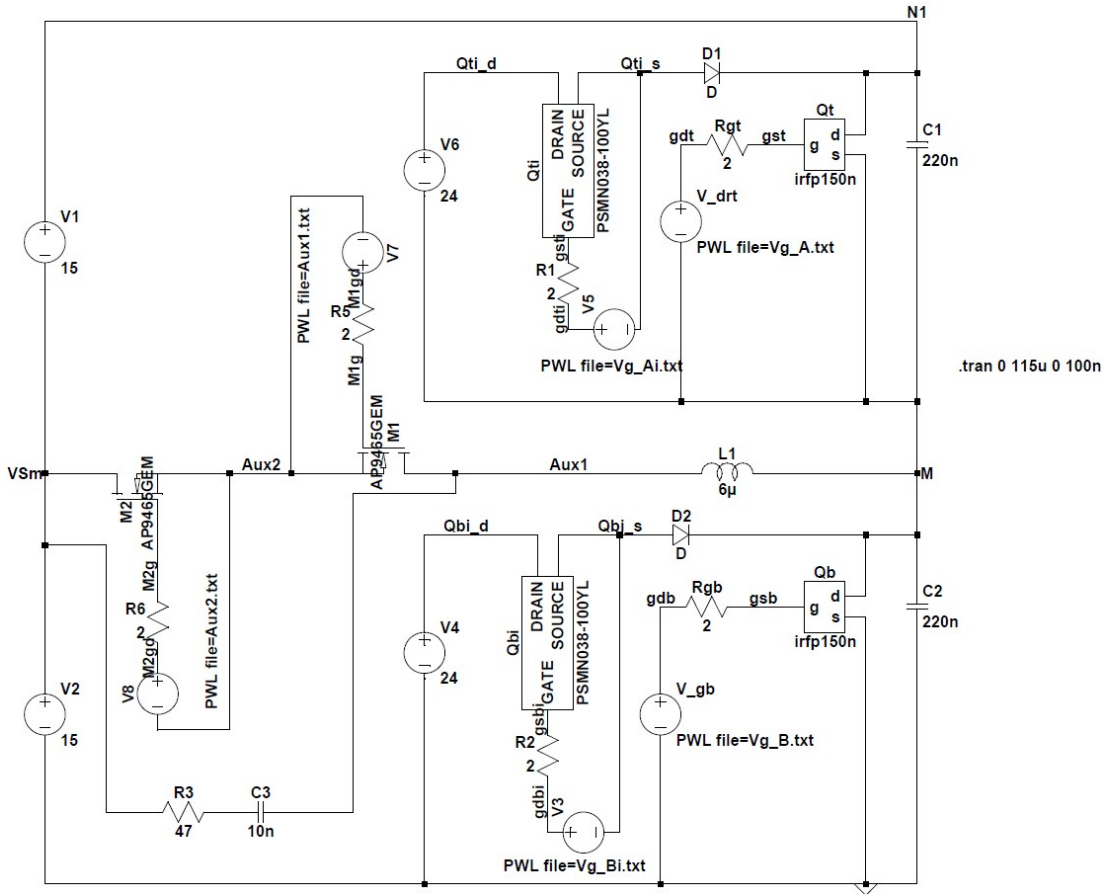 N1
D1
Qti_d
Qti_s
D
Qt
Rgt
C1
V6
DRAIN
SOURCE
Qti
GATE
PSMN038-100YL
gdt
gst
g
d
s
2
irfp150n
220n
24
V1
15
V7
PWL file=Aux1.txt
M1gd
R5
2
M1g
gsti
R1
2
gdti
V5
V_drt
PWL file=Vg_A.txt
PWL file=Vg_Ai.txt
.tran 0 115u 0 100n
AP9465GEM
M1
VSm
Aux2
Aux1
L1
6µ
M
M2
AP9465GEM
M2g
R6
2
M2gd
V8
PWL file=Aux2.txt
Qbi_d
Qbi_s
D2
D
Qb
Rgb
C2
DRAIN
SOURCE
Qbi
GATE
PSMN038-100YL
gdb
gsb
g
d
s
2
irfp150n
220n
V4
24
V2
15
gsbi
R2
2
gdbi
V3
V_gb
PWL file=Vg_B.txt
PWL file=Vg_Bi.txt
R3
47
C3
10n